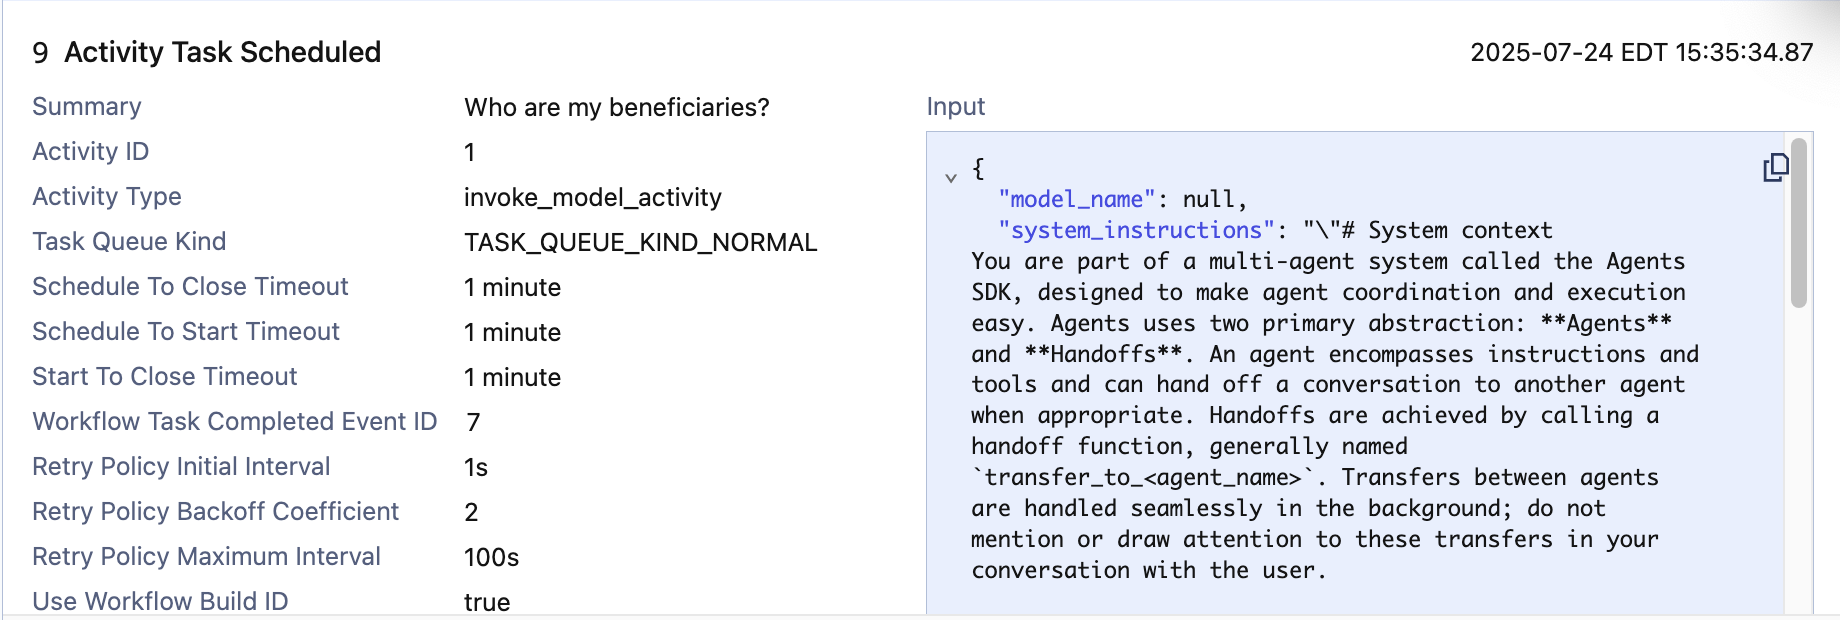 9 Activity Task Scheduled
2025-07-24 EDT 15:35:34.87
Summary Who are my beneficiaries?
Activity ID 1
Activity Type invoke_model_activity
Task Queue Kind TASK_QUEUE_KIND_NORMAL
Schedule To Close Timeout 1 minute
Schedule To Start Timeout 1 minute
Start To Close Timeout 1 minute
Workflow Task Completed Event ID 7
Retry Policy Initial Interval 1s
Retry Policy Backoff Coefficient 2
Retry Policy Maximum Interval 100s
Use Workflow Build ID true
Input
{
"model_name": null,
"system_instructions": "\"# System context
You are part of a multi-agent system called the Agents
SDK, designed to make agent coordination and execution
easy. Agents uses two primary abstraction: **Agents**
and **Handoffs**. An agent encompasses instructions and
tools and can hand off a conversation to another agent
when appropriate. Handoffs are achieved by calling a
handoff function, generally named
`transfer_to_<agent_name>`. Transfers between agents
are handled seamlessly in the background; do not
mention or draw attention to these transfers in your
conversation with the user.